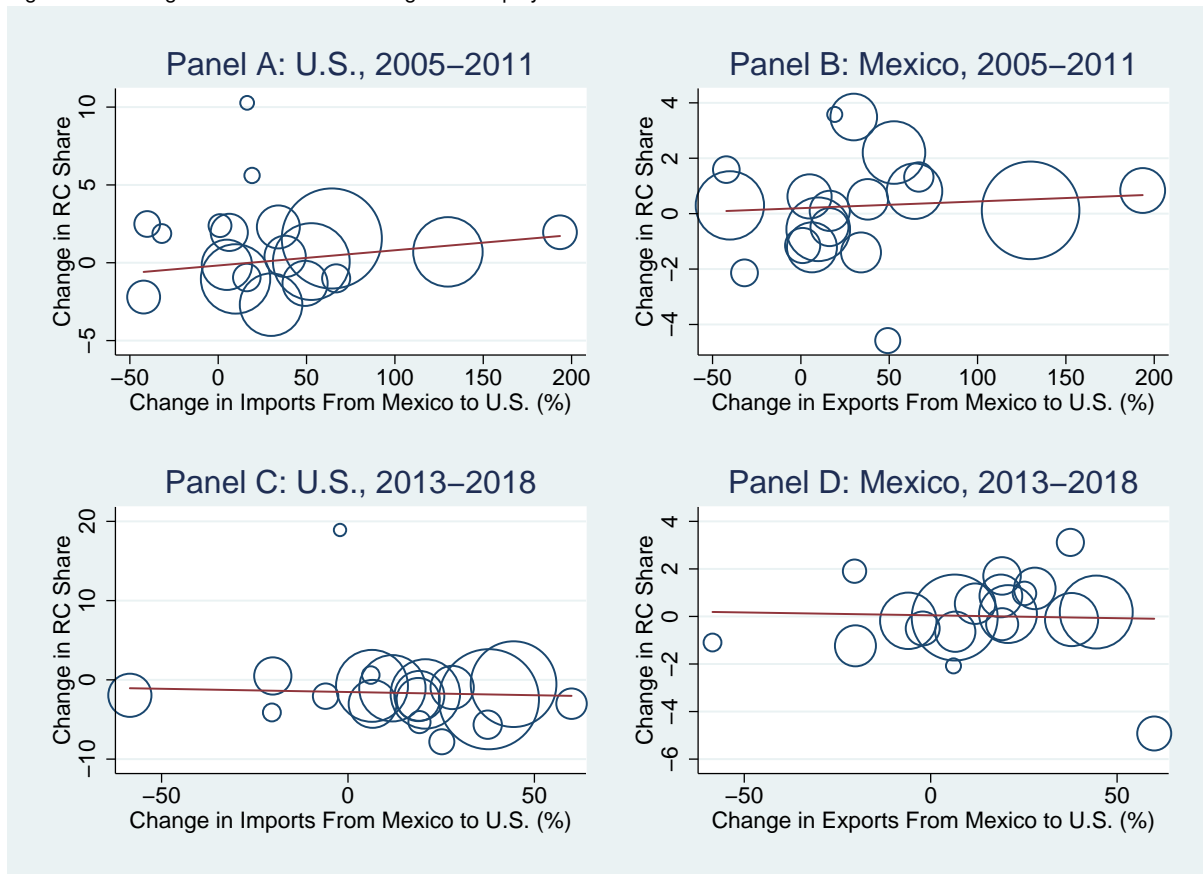 Panel A: U.S., 2005−2011
Change in RC Share
10
5
0
−5
−50 0 50 100 150 200
Change in Imports From Mexico to U.S. (%)
Panel B: Mexico, 2005−2011
Change in RC Share
4
2
0
−2
−4
−50 0 50 100 150 200
Change in Exports From Mexico to U.S. (%)
Panel C: U.S., 2013−2018
Change in RC Share
20
10
0
−10
−50 0 50
Change in Imports From Mexico to U.S. (%)
Panel D: Mexico, 2013−2018
Change in RC Share
4
2
0
−2
−4
−6
−50 0 50
Change in Exports From Mexico to U.S. (%)